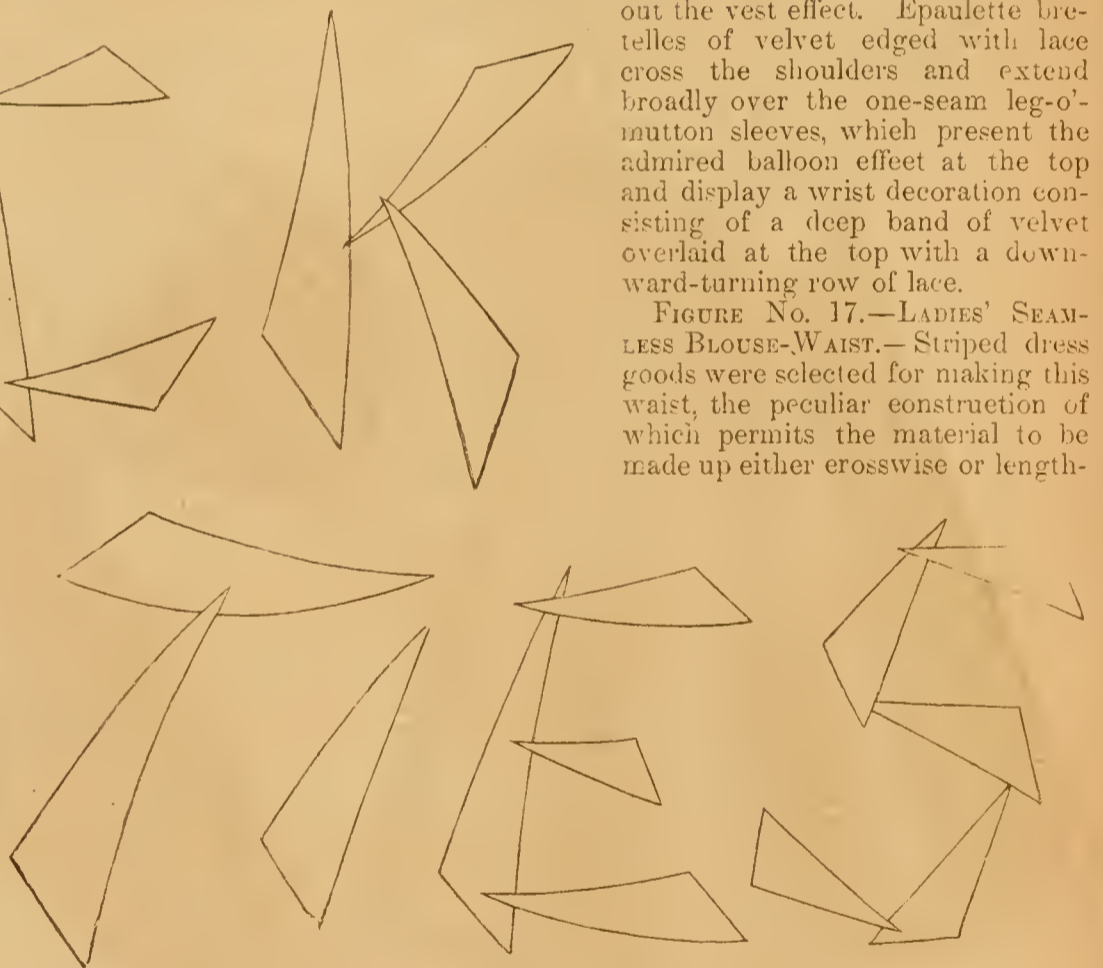 out the vest effect. Epaulette bre-
telles of velvet edged with lace
cross the shoulders and extend
broadly over the one-seam leg-o'-
mutton sleeves, which present the
admired balloon effect at the top
and display a wrist decoration con-
sisting of a deep band of velvet
overlaid at the top with a down-
ward-turning row of lace.
FIGURE No. 17.—LADIES' SEAM-
LESS BLOUSE-WAIST.—Striped dress
goods were selected for making this
waist, the peculiar construction of
which permits the material to be
made up either crosswise or length-
K
TIES